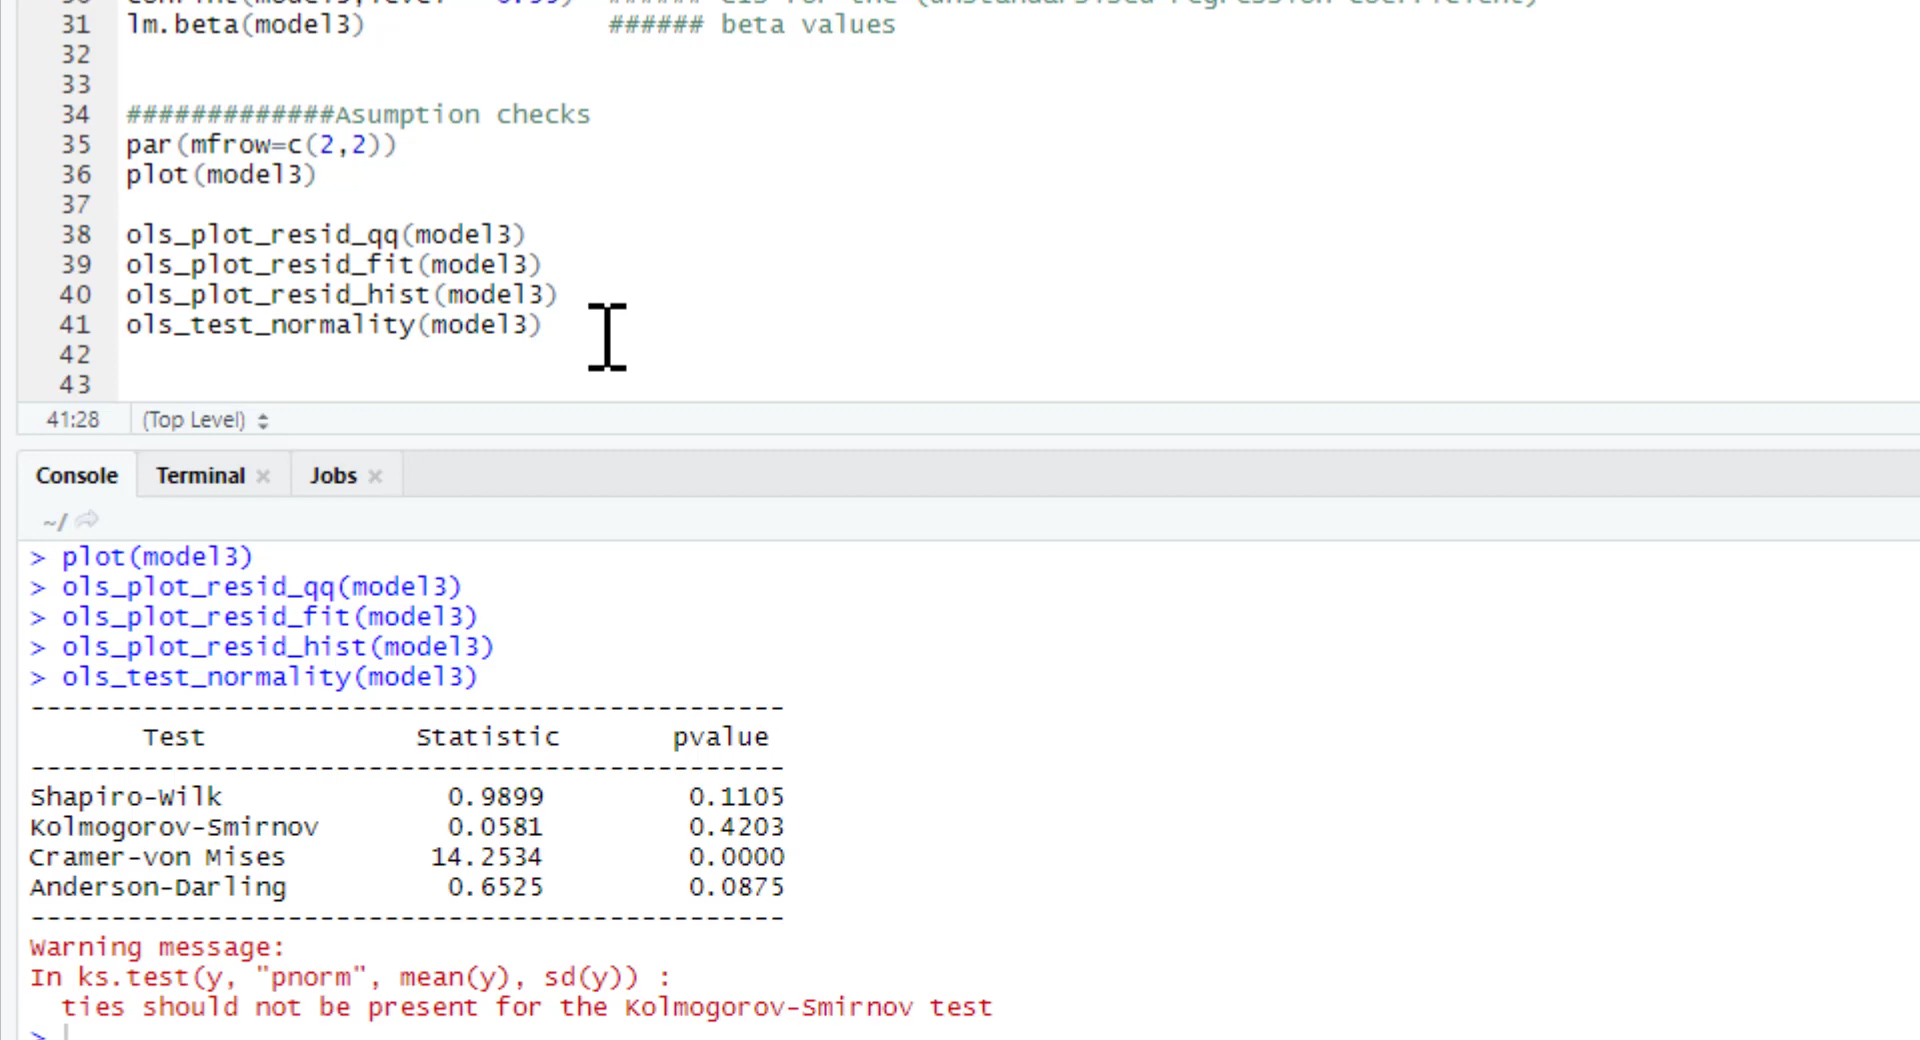 31 lm.beta(model3) ###### beta values
32
33
34 #############Asumption checks
35 par(mfrow=c(2,2))
36 plot(model3)
37
38 ols_plot_resid_qq(model3)
39 ols_plot_resid_fit(model3)
40 ols_plot_resid_hist(model3)
41 ols_test_normality(model3)
42
43
41:28 (Top Level)
Console Terminal Jobs
~/
> plot(model3)
> ols_plot_resid_qq(model3)
> ols_plot_resid_fit(model3)
> ols_plot_resid_hist(model3)
> ols_test_normality(model3)
-----------------------------------------------
Test Statistic pvalue
-----------------------------------------------
Shapiro-Wilk 0.9899 0.1105
Kolmogorov-Smirnov 0.0581 0.4203
Cramer-von Mises 14.2534 0.0000
Anderson-Darling 0.6525 0.0875
-----------------------------------------------
Warning message:
In ks.test(y, "pnorm", mean(y), sd(y)) :
ties should not be present for the Kolmogorov-Smirnov test
>